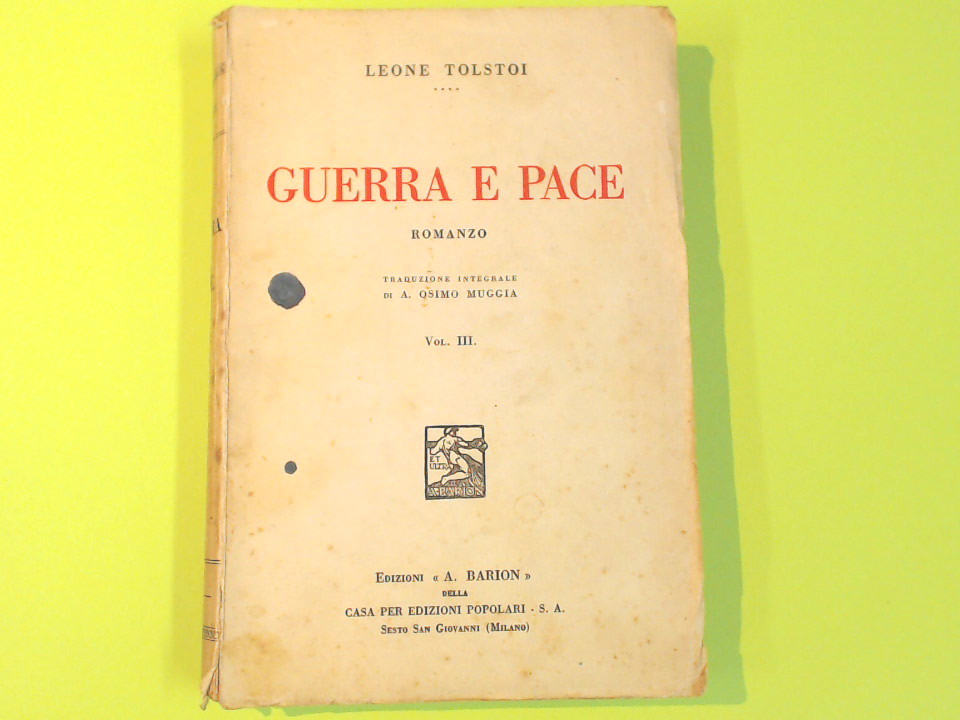 LEONE TOLSTOI
GUERRA E PACE
ROMANZO
TRADUZIONE INTEGRALE
DI A. OSIMO MUGGIA
VOL. III.
ET
ULTRA
A·BARION
EDIZIONI « A. BARION »
DELLA
CASA PER EDIZIONI POPOLARI - S. A.
SESTO SAN GIOVANNI (MILANO)